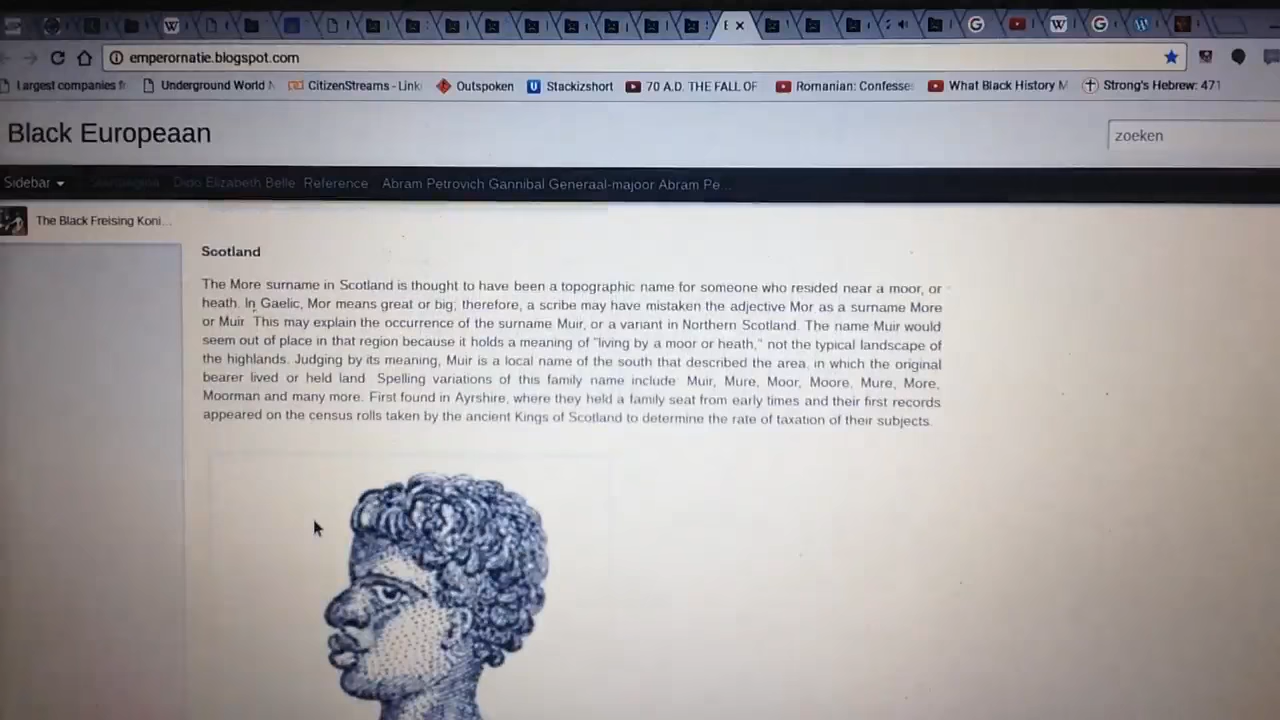 emperornatie.blogspot.com
Largest companies fr
Underground World
CitizenStreams - Link
Outspoken
Stackizshort
70 A.D. THE FALL OF
Romanian: Confesse
What Black History M
Strong's Hebrew: 471
Black Europeaan
zoeken
Sidebar
Dido Elizabeth Belle
Reference
Abram Petrovich Gannibal Generaal-majoor Abram Pe...
The Black Freising Koni...
Scotland
The More surname in Scotland is thought to have been a topographic name for someone who resided near a moor, or
heath. In Gaelic, Mor means great or big; therefore, a scribe may have mistaken the adjective Mor as a surname More
or Muir. This may explain the occurrence of the surname Muir, or a variant in Northern Scotland. The name Muir would
seem out of place in that region because it holds a meaning of "living by a moor or heath," not the typical landscape of
the highlands. Judging by its meaning, Muir is a local name of the south that described the area, in which the original
bearer lived or held land. Spelling variations of this family name include: Muir, Mure, Moor, Moore, Mure, More,
Moorman and many more. First found in Ayrshire, where they held a family seat from early times and their first records
appeared on the census rolls taken by the ancient Kings of Scotland to determine the rate of taxation of their subjects.